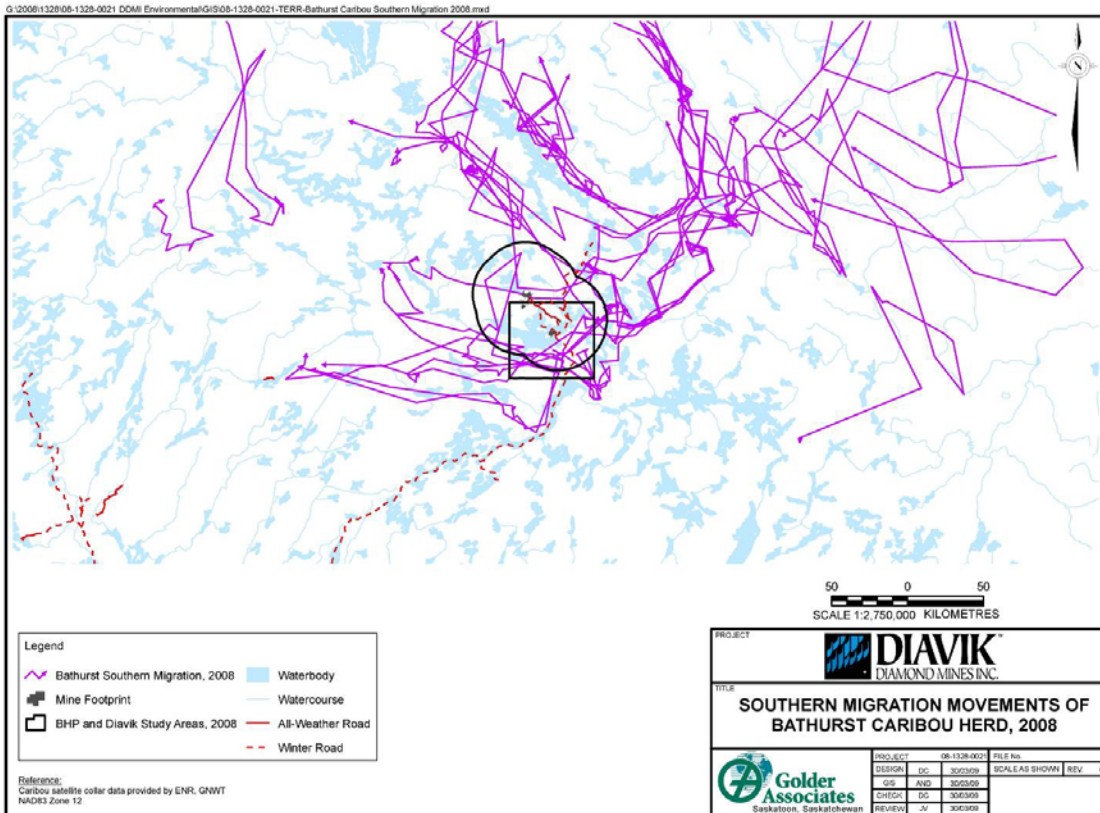 G:\2008\1328\08-1328-0021 DDMI Environmental\GIS\08-1328-0021-TERR-Bathurst Caribou Southern Migration 2008.mxd
N
50 0 50
SCALE 1:2,750,000 KILOMETRES
Legend
Bathurst Southern Migration, 2008
Mine Footprint
BHP and Diavik Study Areas, 2008
Waterbody
Watercourse
All-Weather Road
Winter Road
Reference:
Caribou satellite collar data provided by ENR, GNWT
NAD83 Zone 12
PROJECT
DIAVIK™
DIAMOND MINES INC.
TITLE
SOUTHERN MIGRATION MOVEMENTS OF
BATHURST CARIBOU HERD, 2008
Golder
Associates
Saskatoon, Saskatchewan
PROJECT 08-1328-0021 FILE No.
DESIGN DG 30/03/09 SCALE AS SHOWN REV.
GIS AND 30/03/09
CHECK DG 30/03/09
REVIEW JV 30/03/09